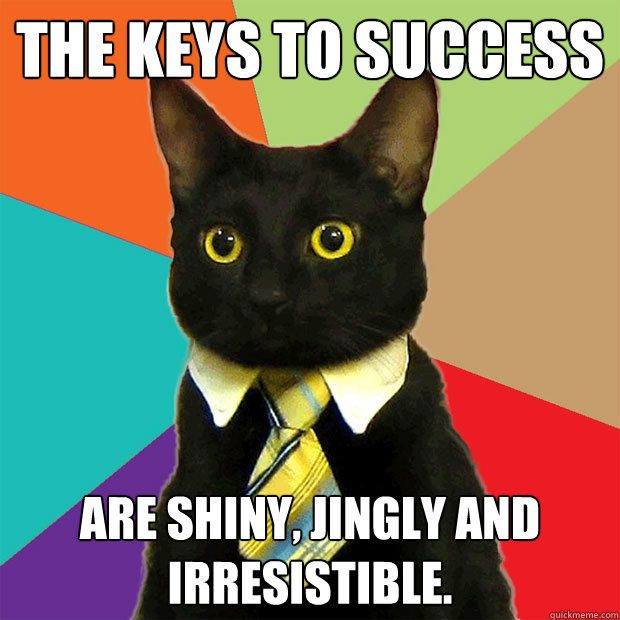 THE KEYS TO SUCCESS
ARE SHINY, JINGLY AND
IRRESISTIBLE.
quickmeme.com